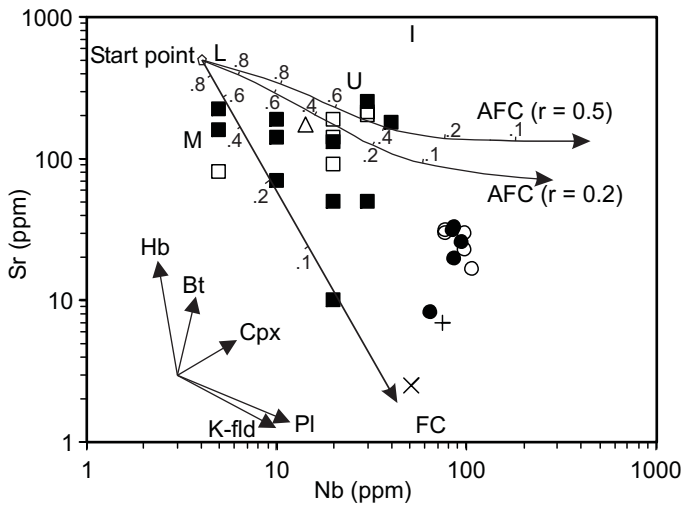 1000
I
Start point
L
.8
.8
U
.8
.6
.6
.6
.4
.4
.2
.1
AFC (r = 0.5)
M
.4
.2
.1
100
.2
AFC (r = 0.2)
Sr (ppm)
Hb
.1
Bt
10
Cpx
K-fld
Pl
FC
1
1
10
100
1000
Nb (ppm)